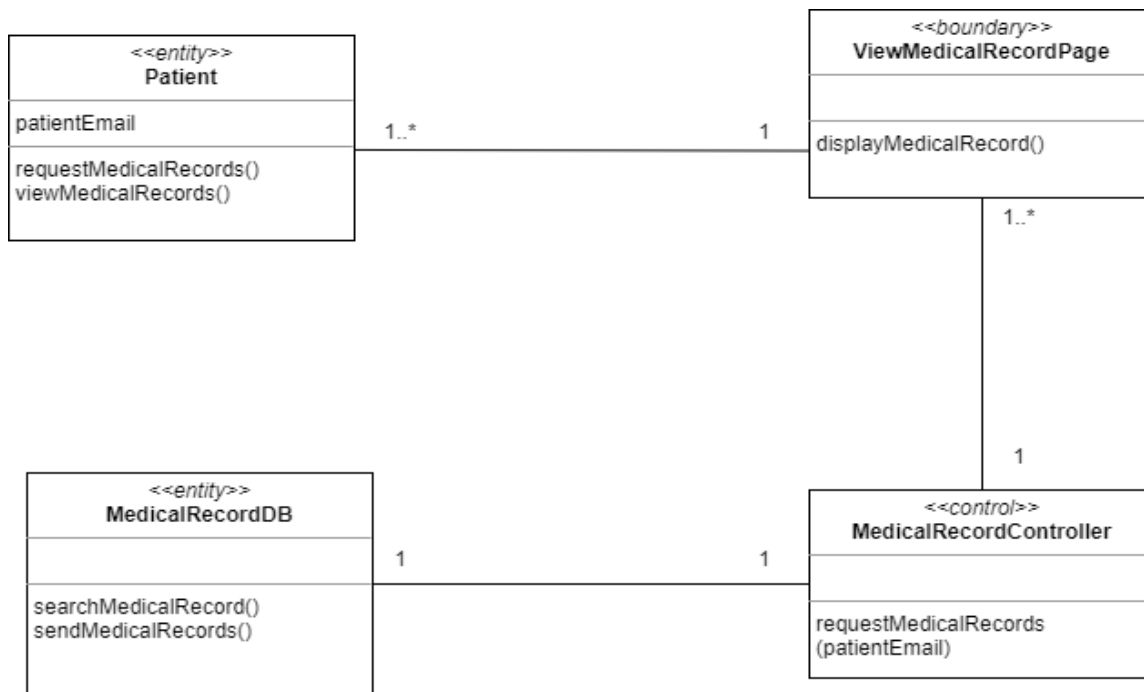 <<entity>>
Patient
patientEmail
requestMedicalRecords()
viewMedicalRecords()
1..*
1
<<boundary>>
ViewMedicalRecordPage
displayMedicalRecord()
1..*
1
<<entity>>
MedicalRecordDB
searchMedicalRecord()
sendMedicalRecords()
1
1
<<control>>
MedicalRecordController
requestMedicalRecords
(patientEmail)